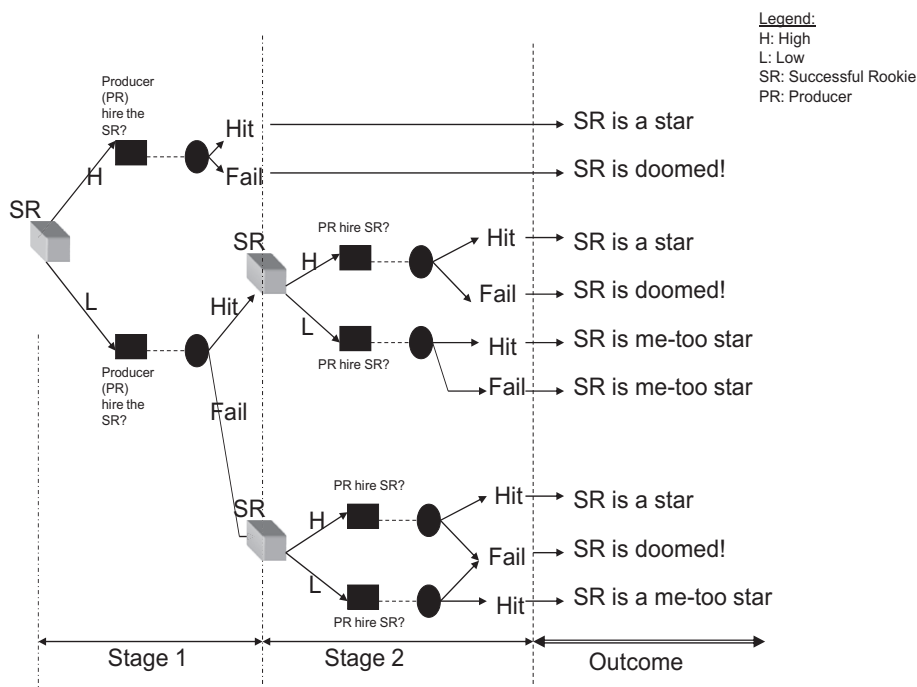 Legend:
H: High
L: Low
SR: Successful Rookie
PR: Producer
Producer
(PR)
hire the
SR?
Hit
SR is a star
Fail
SR is doomed!
H
SR
L
Producer
(PR)
hire the
SR?
Hit
Fail
SR
H
PR hire SR?
Hit
SR is a star
Fail
SR is doomed!
L
PR hire SR?
Hit
SR is me-too star
Fail
SR is me-too star
SR
H
PR hire SR?
Hit
SR is a star
Fail
SR is doomed!
L
PR hire SR?
Hit
SR is a me-too star
Stage 1
Stage 2
Outcome